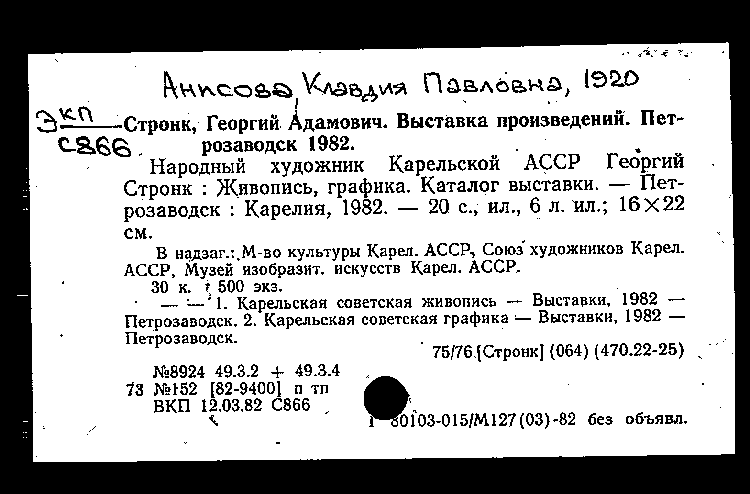 Анисова Клавдия Павловна, 1920
ЭКП
С866
Стронк, Георгий Адамович. Выставка произведений. Пет-
розаводск 1982.
Народный художник Карельской АССР Георгий
Стронк : Живопись, графика. Каталог выставки. — Пет-
розаводск : Карелия, 1982. — 20 с., ил., 6 л. ил.; 16×22
см.
В надзаг.: М-во культуры Карел. АССР, Союз художников Карел.
АССР, Музей изобразит. искусств Карел. АССР.
30 к. 500 экз.
— — 1. Карельская советская живопись — Выставки, 1982 —
Петрозаводск. 2. Карельская советская графика — Выставки, 1982 —
Петрозаводск.
75/76.[Стронк] (064) (470.22-25)
№8924 49.3.2 + 49.3.4
73 №152 [82-9400] п тп
ВКП 12.03.82 С866
80103-015/М127(03)-82 без объявл.